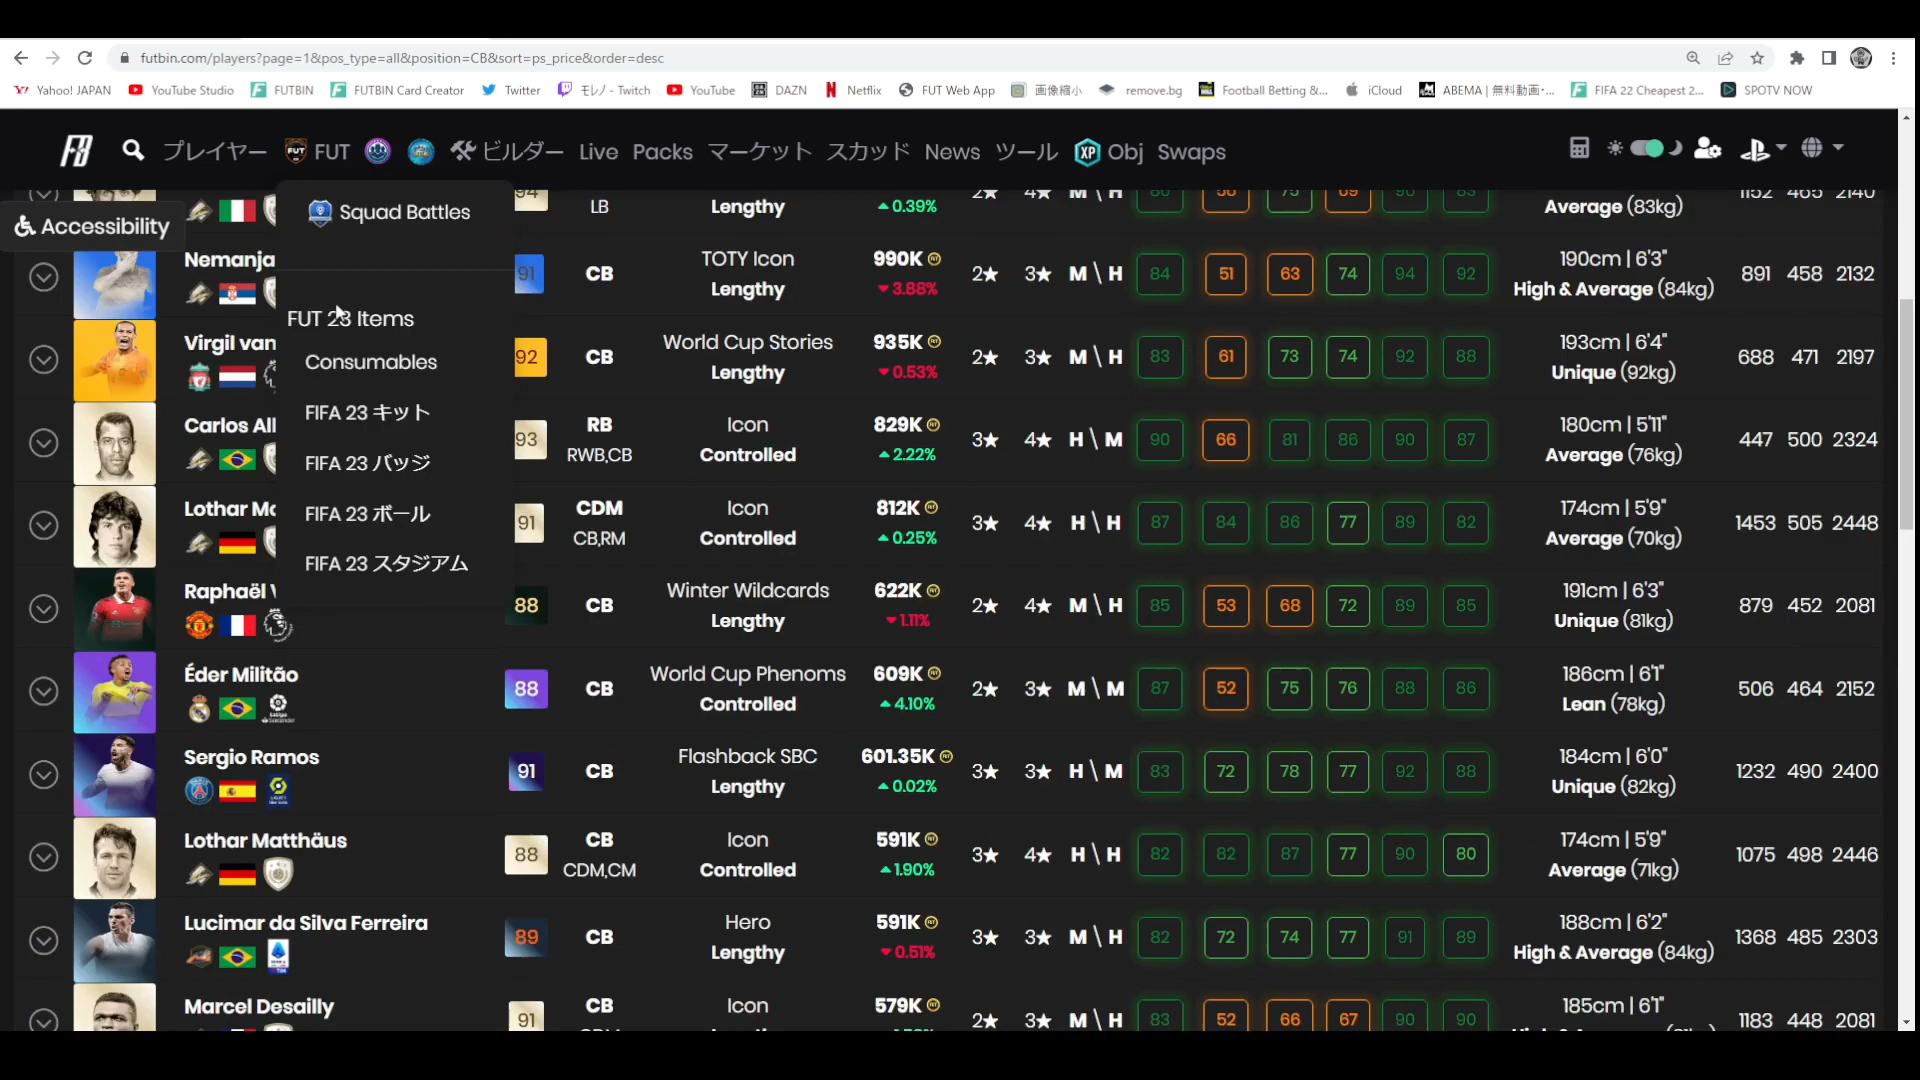 futbin.com/players?page=1&pos_type=all&position=CB&sort=ps_price&order=desc
Yahoo! JAPAN YouTube Studio FUTBIN FUTBIN Card Creator Twitter モレノ - Twitch YouTube DAZN Netflix FUT Web App 画像縮小 remove.bg Football Betting &... iCloud ABEMA | 無料動画・... FIFA 22 Cheapest 2... SPOTV NOW
プレイヤー FUT ビルダー Live Packs マーケット スカッド News ツール XP Obj Swaps
Accessibility
Squad Battles
FUT 23 Items
Consumables
FIFA 23 キット
FIFA 23 バッジ
FIFA 23 ボール
FIFA 23 スタジアム
94 LB Lengthy 0.39% 2★ 4★ M \ H 75 69 Average (83kg) 1152 465 2140
Nemanja 91 CB TOTY Icon 990K 2★ 3★ M \ H 84 51 63 74 94 92 190cm | 6'3" 891 458 2132
Lengthy 3.88% High & Average (84kg)
Virgil van 92 CB World Cup Stories 935K 2★ 3★ M \ H 83 61 73 74 92 88 193cm | 6'4" 688 471 2197
Lengthy 0.53% Unique (92kg)
Carlos Al 93 RB Icon 829K 3★ 4★ H \ M 90 66 81 86 90 87 180cm | 5'11" 447 500 2324
RWB,CB Controlled 2.22% Average (76kg)
Lothar Mc 91 CDM Icon 812K 3★ 4★ H \ H 87 84 86 77 89 82 174cm | 5'9" 1453 505 2448
CB,RM Controlled 0.25% Average (70kg)
Raphaël 88 CB Winter Wildcards 622K 2★ 4★ M \ H 85 53 68 72 89 85 191cm | 6'3" 879 452 2081
Lengthy 1.11% Unique (81kg)
Éder Militão 88 CB World Cup Phenoms 609K 2★ 3★ M \ M 87 52 75 76 88 86 186cm | 6'1" 506 464 2152
Controlled 4.10% Lean (78kg)
Sergio Ramos 91 CB Flashback SBC 601.35K 3★ 3★ H \ M 83 72 78 77 92 88 184cm | 6'0" 1232 490 2400
Lengthy 0.02% Unique (82kg)
Lothar Matthäus 88 CB Icon 591K 3★ 4★ H \ H 82 82 87 77 90 80 174cm | 5'9" 1075 498 2446
CDM,CM Controlled 1.90% Average (71kg)
Lucimar da Silva Ferreira 89 CB Hero 591K 3★ 3★ M \ H 82 72 74 77 91 89 188cm | 6'2" 1368 485 2303
Lengthy 0.51% High & Average (84kg)
Marcel Desailly 91 CB Icon 579K 2★ 3★ M \ H 83 52 66 67 90 90 185cm | 6'1" 1183 448 2081